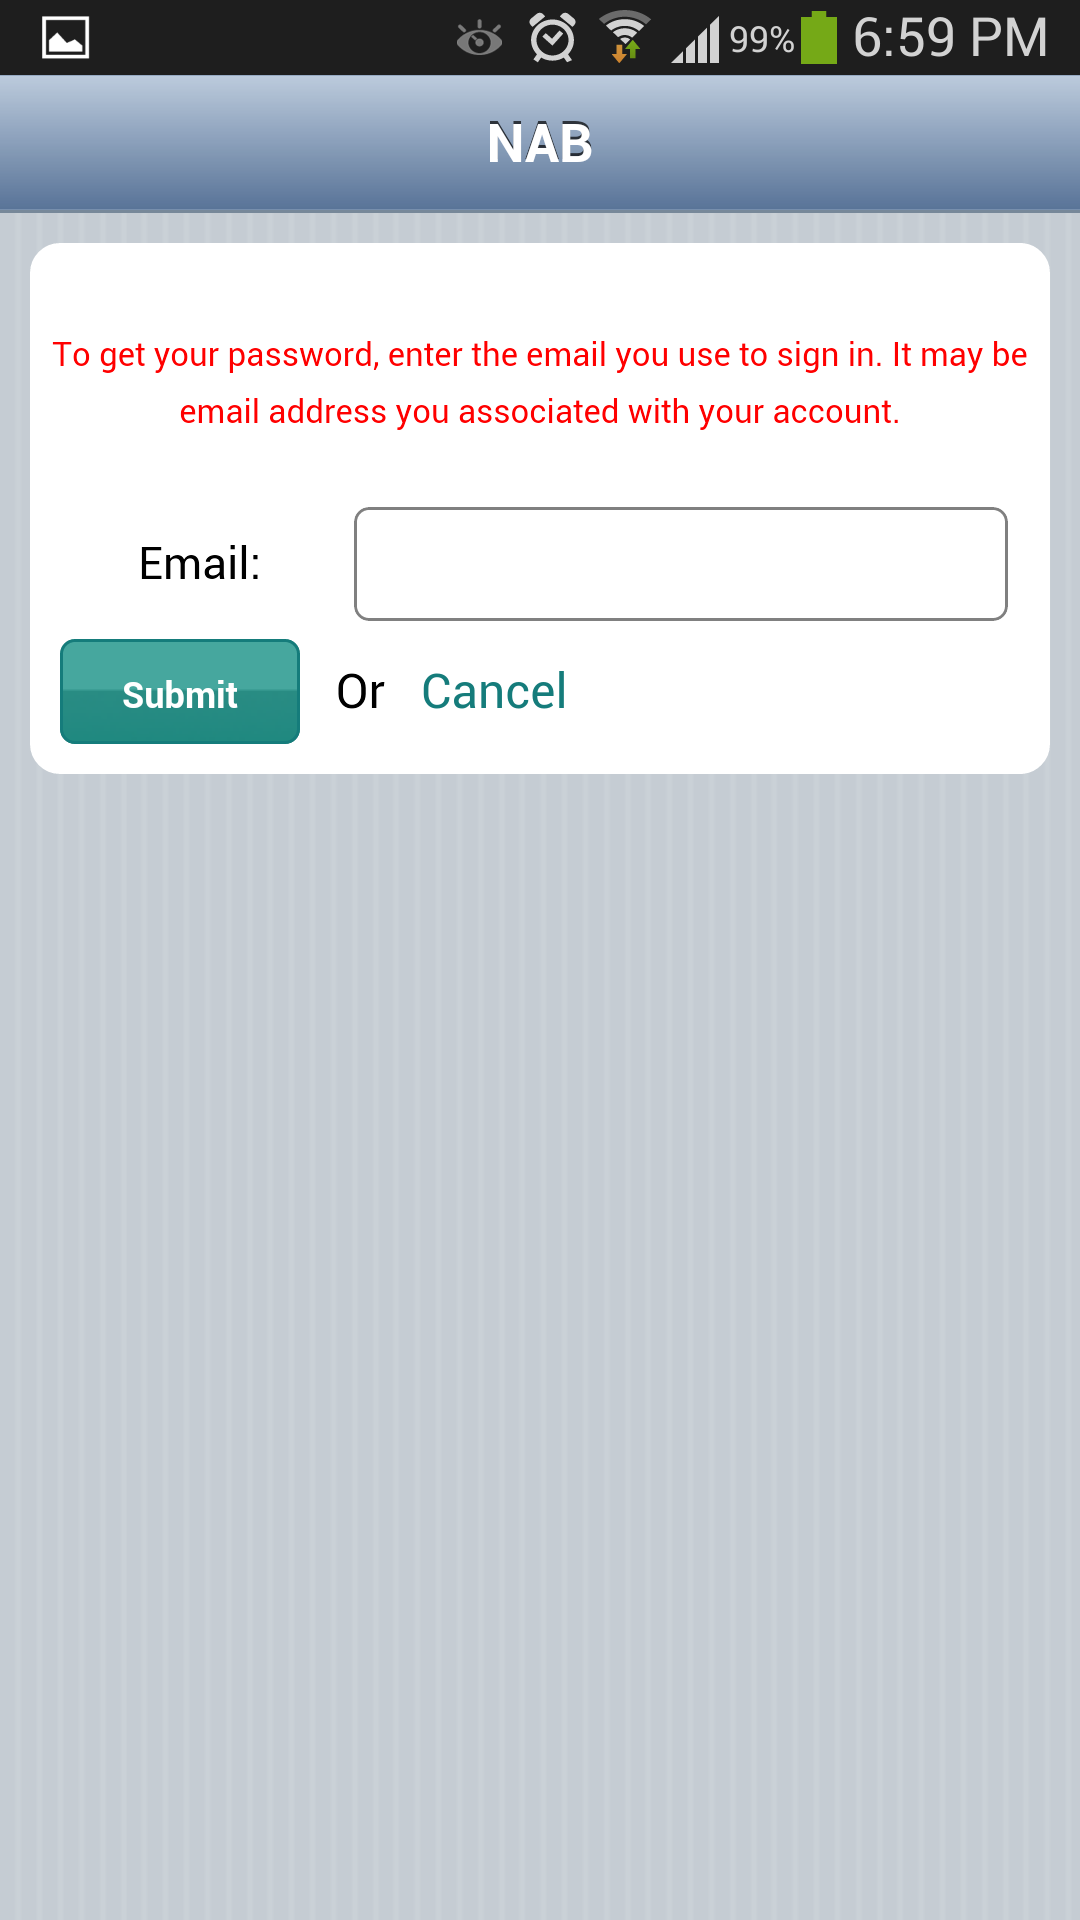 99% 6:59 PM
NAB
To get your password, enter the email you use to sign in. It may be
email address you associated with your account.
Email:
Submit Or Cancel